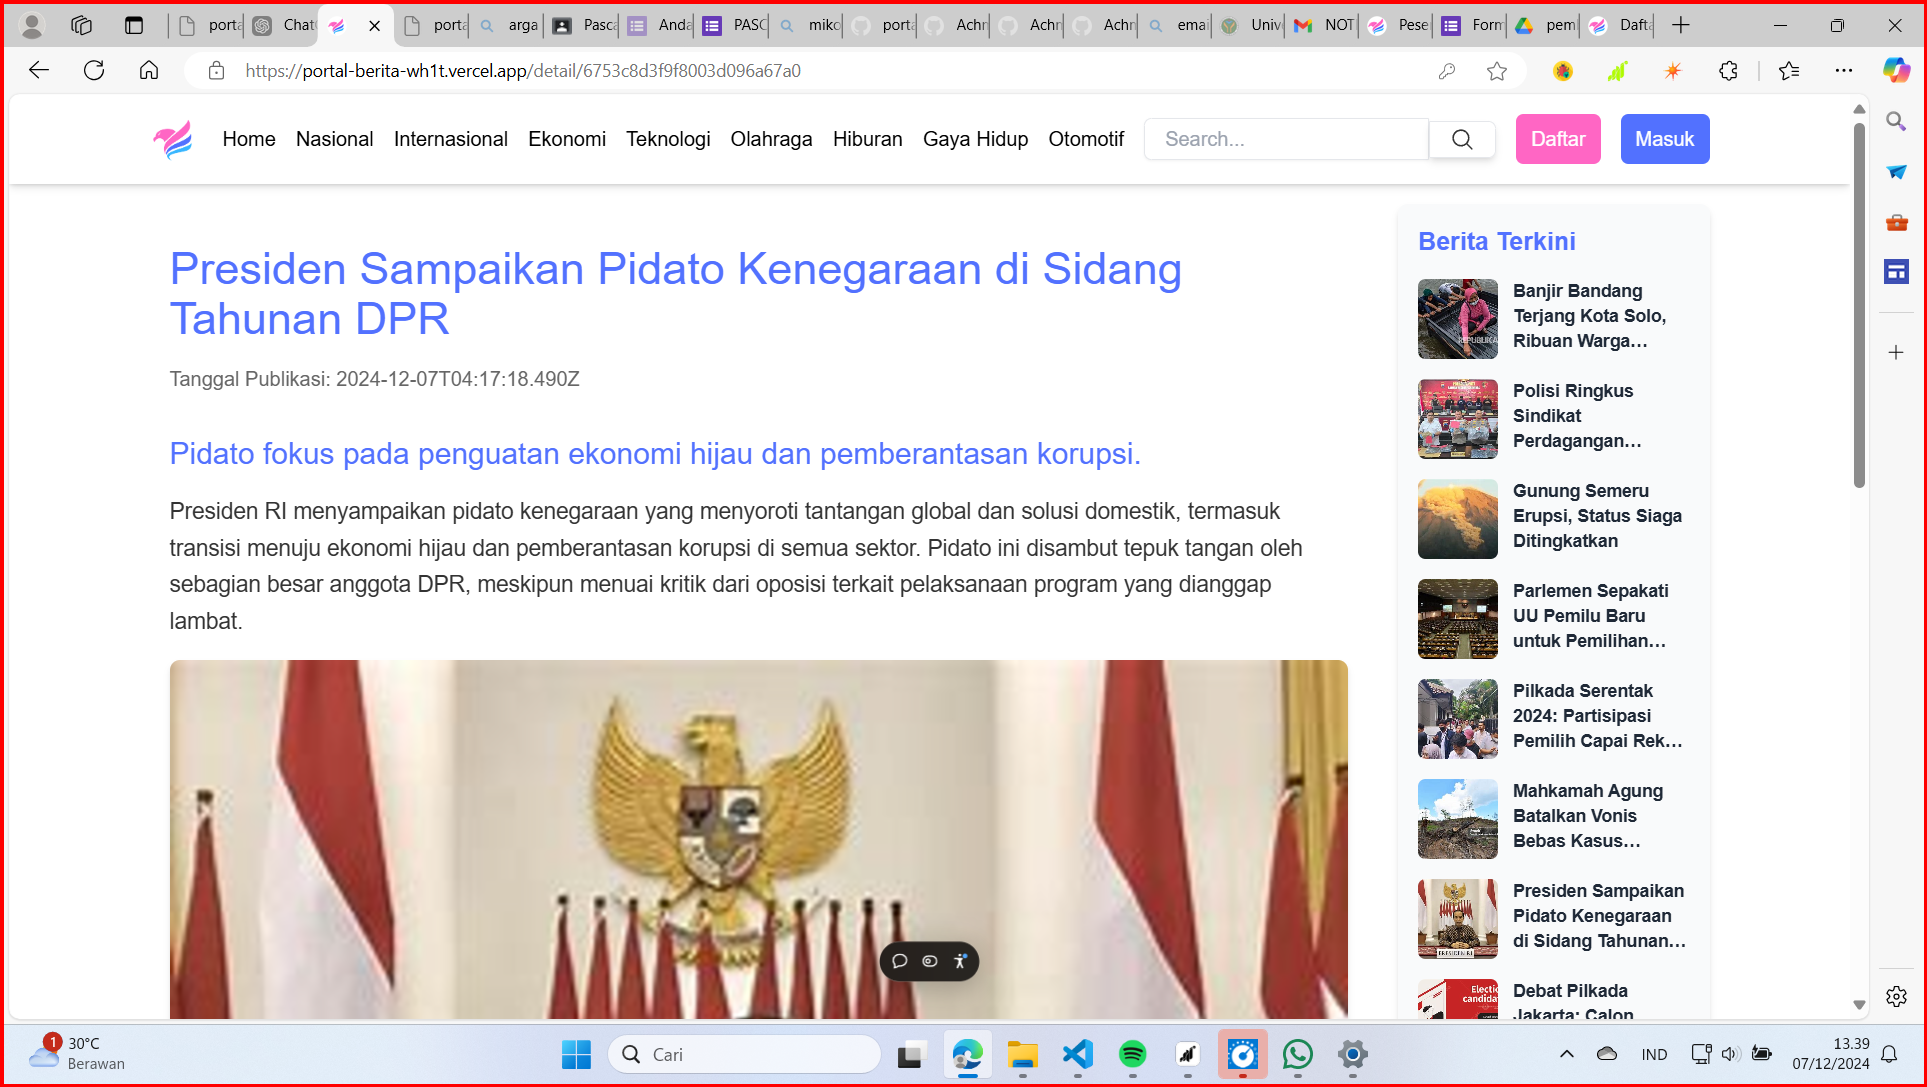 porta
Chat
porta
arga
Pasca
Anda
PASC
miko
porta
Achr
Achr
Achr
emai
Univ
NOT
Pese
Forn
pem
Dafta
https://portal-berita-wh1t.vercel.app/detail/6753c8d3f9f8003d096a67a0
Home Nasional Internasional Ekonomi Teknologi Olahraga Hiburan Gaya Hidup Otomotif Search... Daftar Masuk
Presiden Sampaikan Pidato Kenegaraan di Sidang
Tahunan DPR
Tanggal Publikasi: 2024-12-07T04:17:18.490Z
Pidato fokus pada penguatan ekonomi hijau dan pemberantasan korupsi.
Presiden RI menyampaikan pidato kenegaraan yang menyoroti tantangan global dan solusi domestik, termasuk
transisi menuju ekonomi hijau dan pemberantasan korupsi di semua sektor. Pidato ini disambut tepuk tangan oleh
sebagian besar anggota DPR, meskipun menuai kritik dari oposisi terkait pelaksanaan program yang dianggap
lambat.
Berita Terkini
REPUBLIKA
Banjir Bandang
Terjang Kota Solo,
Ribuan Warga…
Polisi Ringkus
Sindikat
Perdagangan…
Gunung Semeru
Erupsi, Status Siaga
Ditingkatkan
Parlemen Sepakati
UU Pemilu Baru
untuk Pemilihan…
Pilkada Serentak
2024: Partisipasi
Pemilih Capai Rek…
Mahkamah Agung
Batalkan Vonis
Bebas Kasus…
PRESIDEN RI
Presiden Sampaikan
Pidato Kenegaraan
di Sidang Tahunan…
Electi
candida
Debat Pilkada
Jakarta: Calon
1
30°C
Berawan
Cari
IND
13.39
07/12/2024